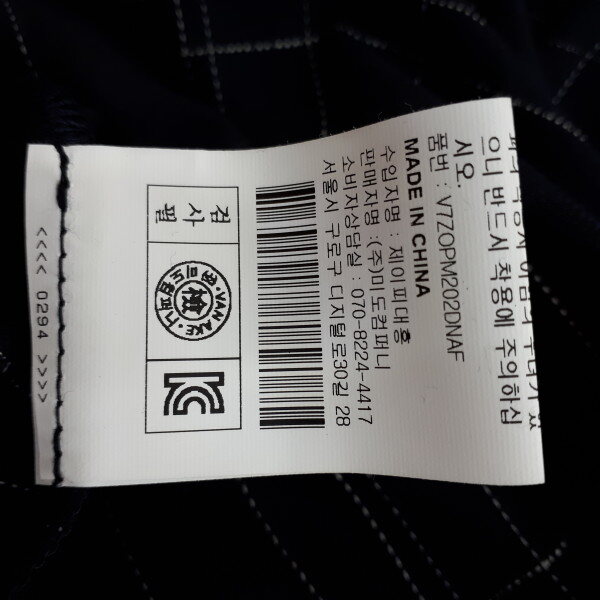 으니 반드시 착용에 주의하십
시오.
품번 : V7ZOPM202DNAF
MADE IN CHINA
수입자명 : 제이피대흥
판매자명 : (주)미도컴퍼니
소비자상담실 : 070-8224-4417
서울시 구로구 디지털로30길 28
검사필
檢
VAN
KC
<<<< 0294 >>>>